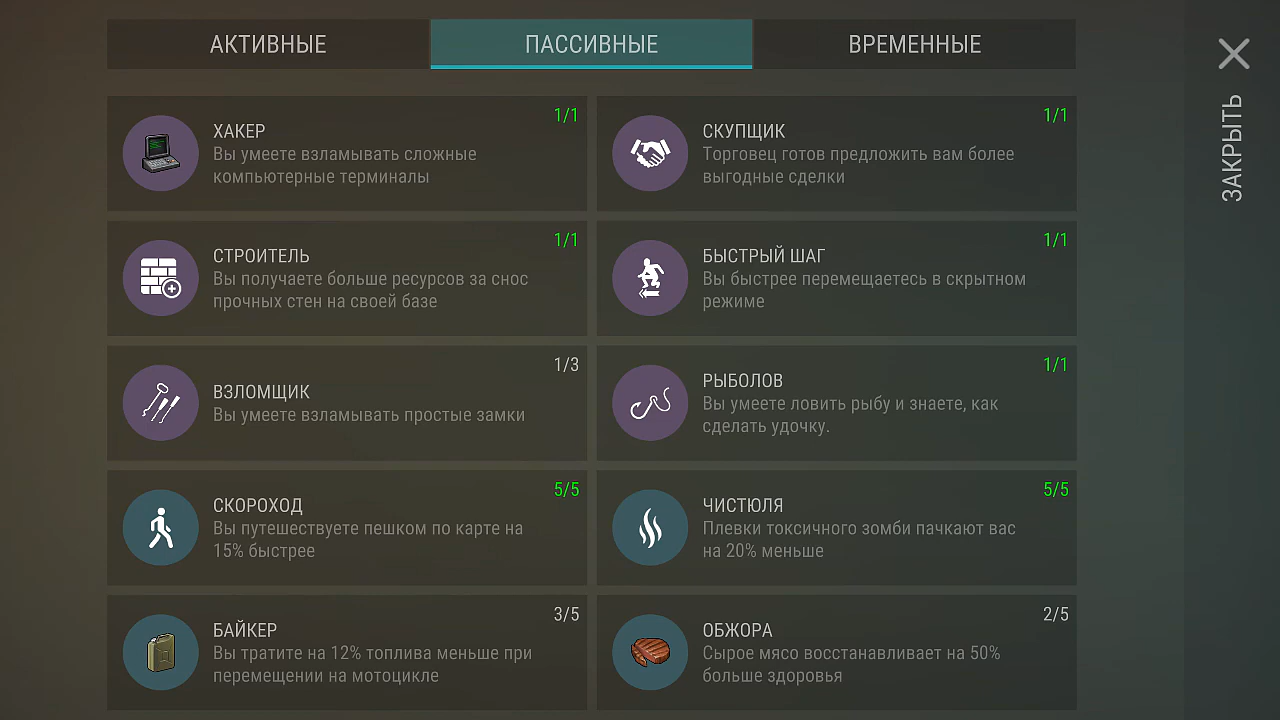 АКТИВНЫЕ
ПАССИВНЫЕ
ВРЕМЕННЫЕ
ЗАКРЫТЬ
1/1
ХАКЕР
Вы умеете взламывать сложные
компьютерные терминалы
1/1
СКУПЩИК
Торговец готов предложить вам более
выгодные сделки
1/1
СТРОИТЕЛЬ
Вы получаете больше ресурсов за снос
прочных стен на своей базе
1/1
БЫСТРЫЙ ШАГ
Вы быстрее перемещаетесь в скрытном
режиме
1/3
ВЗЛОМЩИК
Вы умеете взламывать простые замки
1/1
РЫБОЛОВ
Вы умеете ловить рыбу и знаете, как
сделать удочку.
5/5
СКОРОХОД
Вы путешествуете пешком по карте на
15% быстрее
5/5
ЧИСТЮЛЯ
Плевки токсичного зомби пачкают вас
на 20% меньше
3/5
БАЙКЕР
Вы тратите на 12% топлива меньше при
перемещении на мотоцикле
2/5
ОБЖОРА
Сырое мясо восстанавливает на 50%
больше здоровья